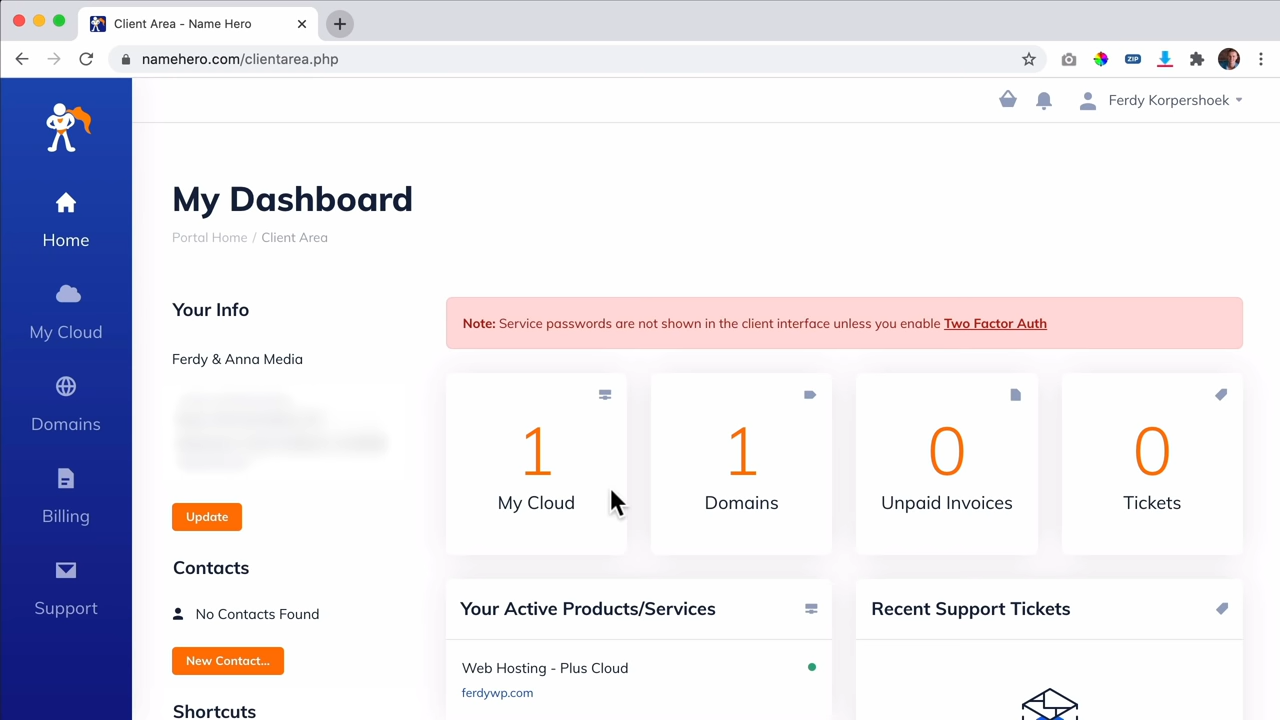 Client Area - Name Hero
namehero.com/clientarea.php
ZIP
Ferdy Korpershoek
Home
My Cloud
Domains
Billing
Support
My Dashboard
Portal Home / Client Area
Your Info
Ferdy & Anna Media
Update
Contacts
No Contacts Found
New Contact...
Shortcuts
Note: Service passwords are not shown in the client interface unless you enable Two Factor Auth
1
My Cloud
1
Domains
0
Unpaid Invoices
0
Tickets
Your Active Products/Services
Web Hosting - Plus Cloud
ferdywp.com
Recent Support Tickets